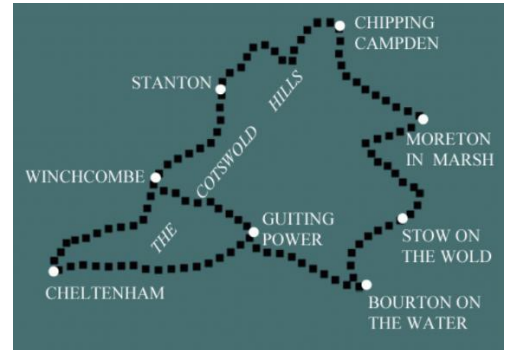 CHIPPING
CAMPDEN
STANTON
HILLS
COTSWOLD
THE
MORETON
IN MARSH
WINCHCOMBE
GUITING
POWER
STOW ON
THE WOLD
CHELTENHAM
BOURTON ON
THE WATER